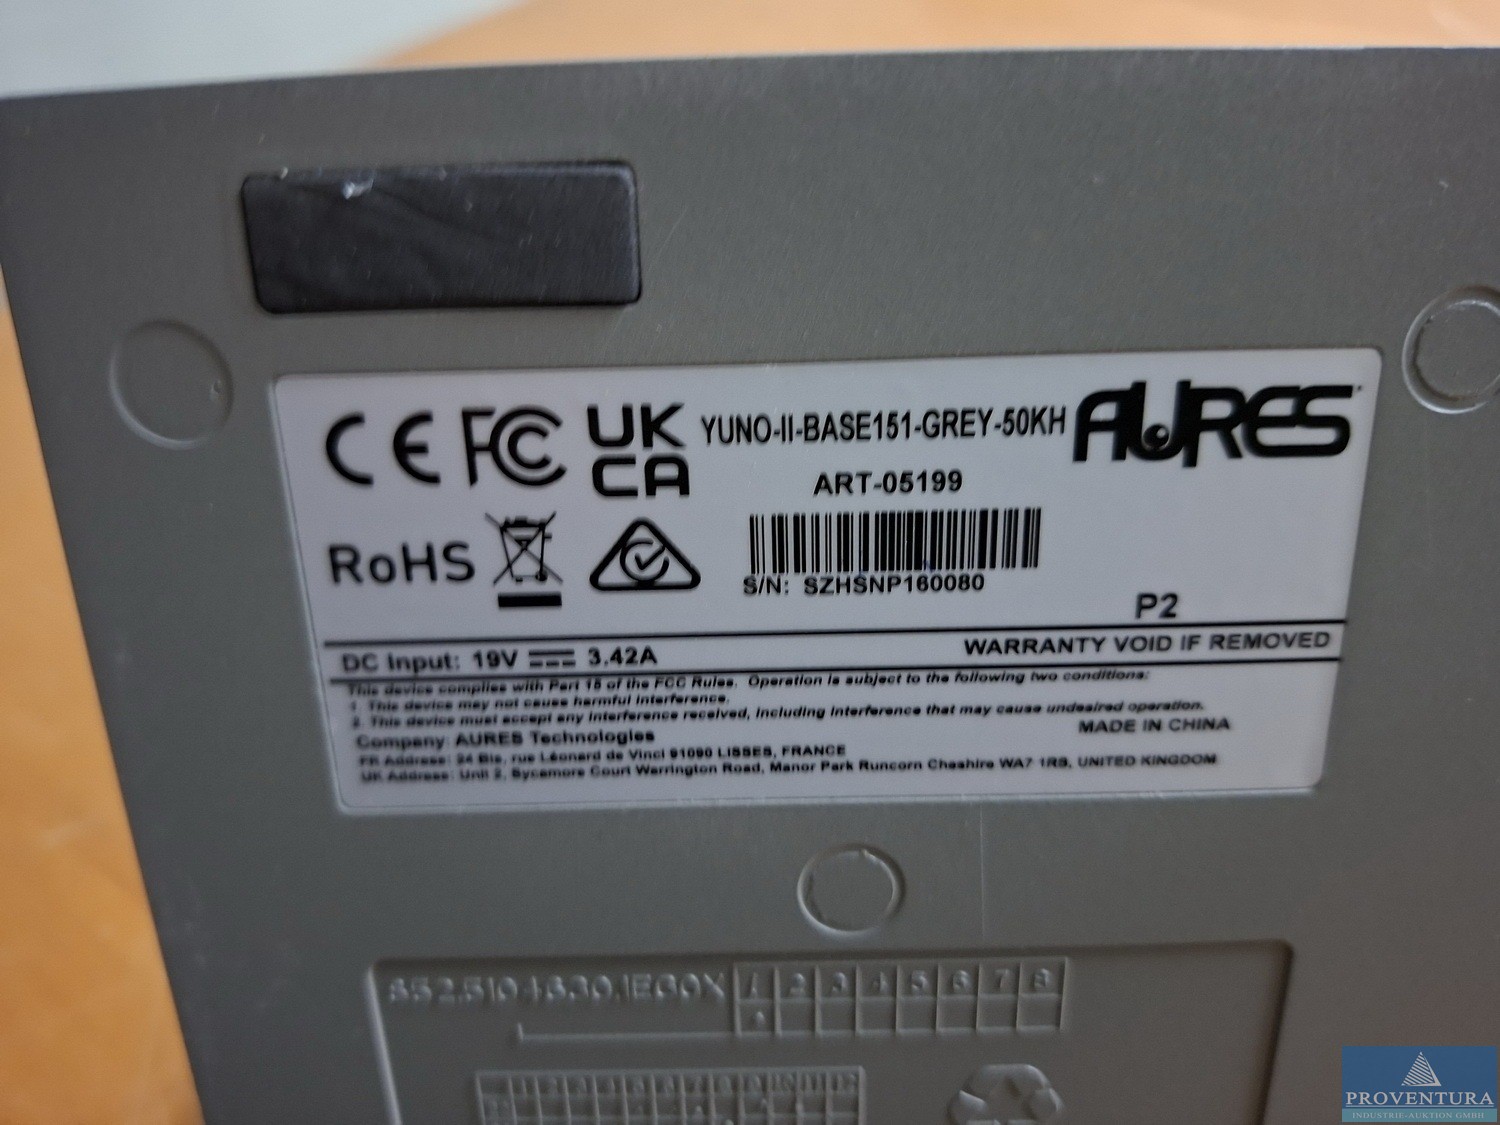 CE FC UK CA YUNO-II-BASE151-GREY-50KH AURES
ART-05199
RoHS
S/N: SZHSNP160080
P2
DC Input: 19V 3.42A WARRANTY VOID IF REMOVED
This device complies with Part 15 of the FCC Rules. Operation is subject to the following two conditions:
1 This device may not cause harmful interference.
2 This device must accept any interference received, including interference that may cause undesired operation.
Company: AURES Technologies MADE IN CHINA
FR Address: 24 Bis, rue Léonard de Vinci 91090 LISSES, FRANCE
UK Address: Unit 2, Sycamore Court Warrington Road, Manor Park Runcorn Cheshire WA7 1RS, UNITED KINGDOM
1 2 3 4 5 6 7 8
PROVENTURA
INDUSTRIE-AUKTION GMBH